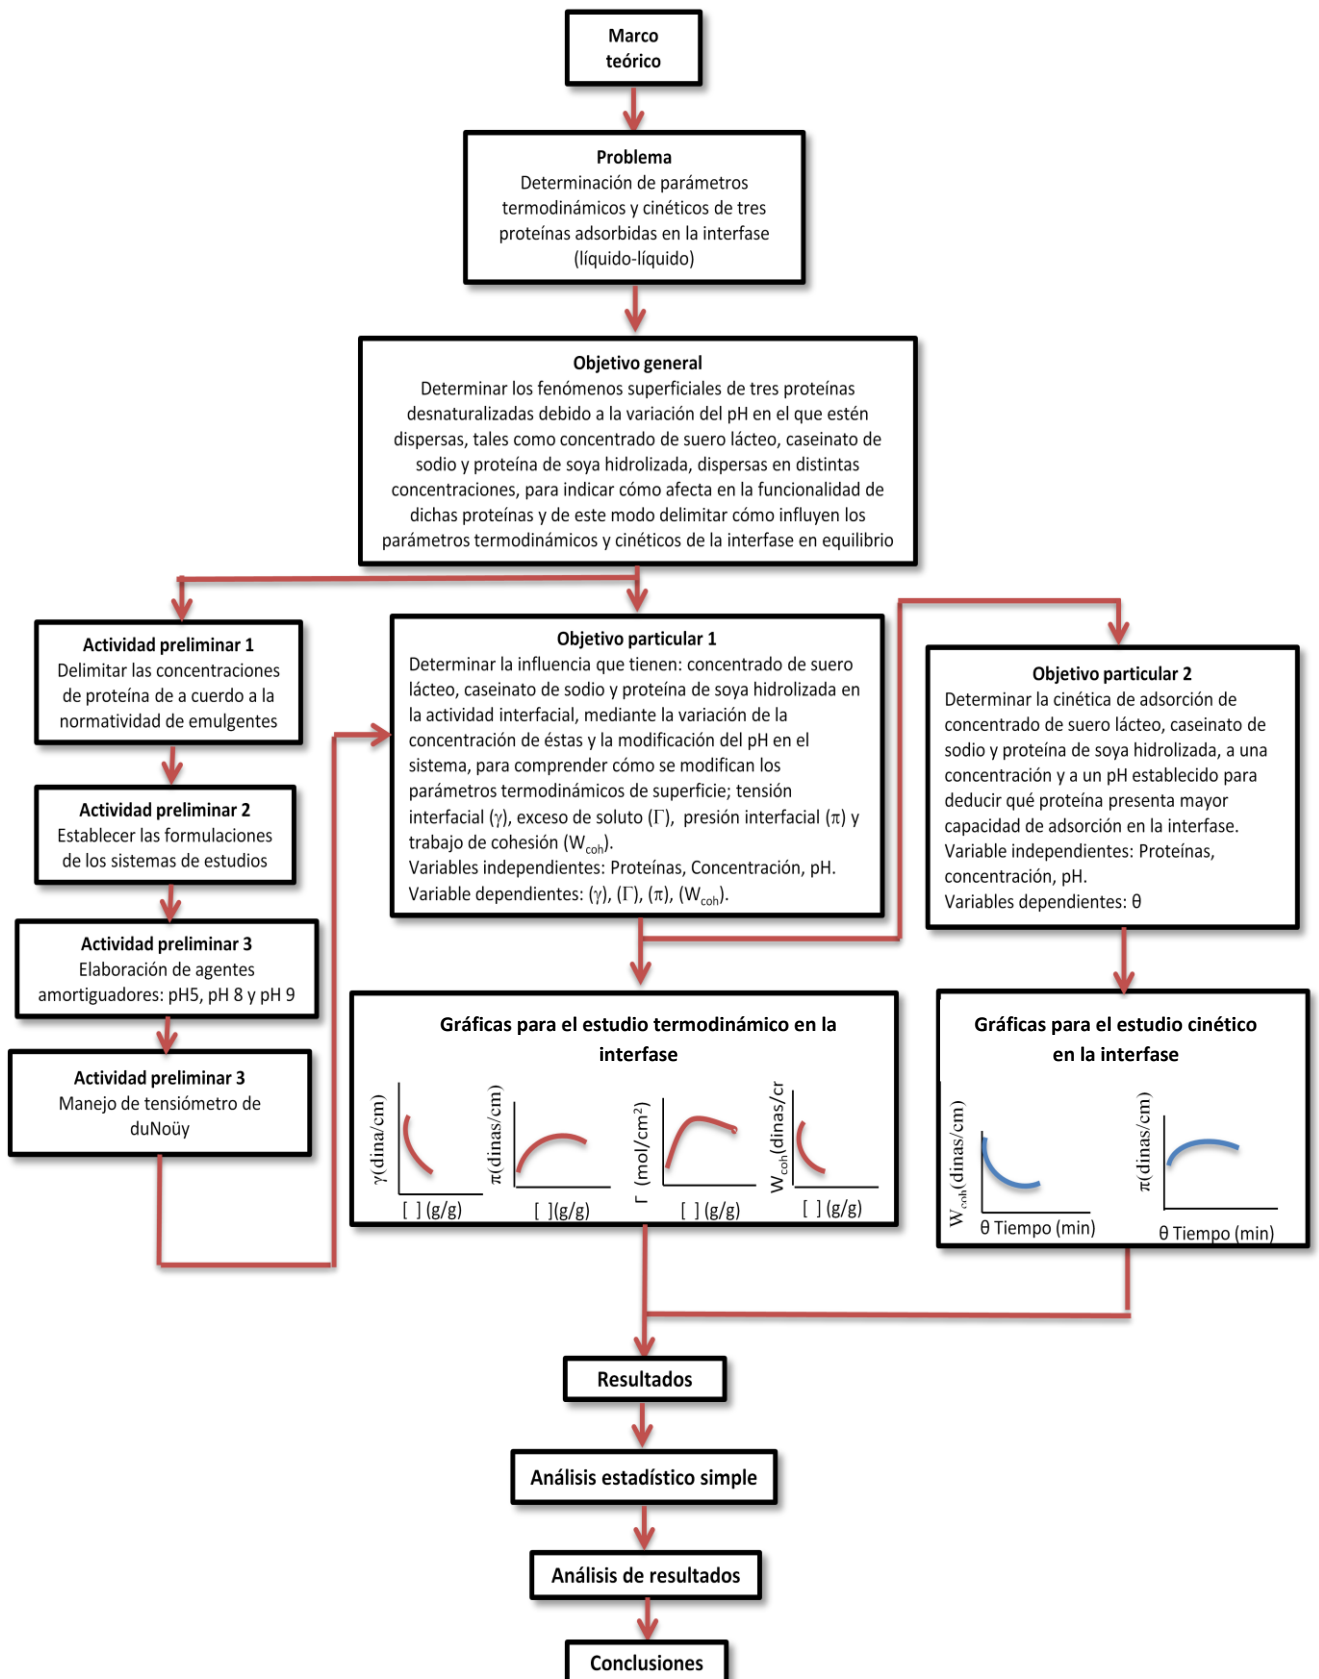 Marco
teórico
Problema
Determinación de parámetros
termodinámicos y cinéticos de tres
proteínas adsorbidas en la interfase
(líquido-líquido)
Objetivo general
Determinar los fenómenos superficiales de tres proteínas
desnaturalizadas debido a la variación del pH en el que estén
dispersas, tales como concentrado de suero lácteo, caseinato de
sodio y proteína de soya hidrolizada, dispersas en distintas
concentraciones, para indicar cómo afecta en la funcionalidad de
dichas proteínas y de este modo delimitar cómo influyen los
parámetros termodinámicos y cinéticos de la interfase en equilibrio
Actividad preliminar 1
Delimitar las concentraciones
de proteína de a cuerdo a la
normatividad de emulgentes
Actividad preliminar 2
Establecer las formulaciones
de los sistemas de estudios
Actividad preliminar 3
Elaboración de agentes
amortiguadores: pH5, pH 8 y pH 9
Actividad preliminar 3
Manejo de tensiómetro de
duNoüy
Objetivo particular 1
Determinar la influencia que tienen: concentrado de suero
lácteo, caseinato de sodio y proteína de soya hidrolizada en
la actividad interfacial, mediante la variación de la
concentración de éstas y la modificación del pH en el
sistema, para comprender cómo se modifican los
parámetros termodinámicos de superficie; tensión
interfacial (γ), exceso de soluto (Γ), presión interfacial (π) y
trabajo de cohesión (Wcoh).
Variables independientes: Proteínas, Concentración, pH.
Variable dependientes: (γ), (Γ), (π), (Wcoh).
Objetivo particular 2
Determinar la cinética de adsorción de
concentrado de suero lácteo, caseinato de
sodio y proteína de soya hidrolizada, a una
concentración y a un pH establecido para
deducir qué proteína presenta mayor
capacidad de adsorción en la interfase.
Variable independientes: Proteínas,
concentración, pH.
Variables dependientes: θ
Gráficas para el estudio termodinámico en la
interfase
γ(dina/cm)
[ ] (g/g)
π(dinas/cm)
[ ](g/g)
Γ (mol/cm²)
[ ] (g/g)
Wcoh(dinas/cr
[ ] (g/g)
Gráficas para el estudio cinético
en la interfase
Wcoh(dinas/cm)
θ Tiempo (min)
π(dinas/cm)
θ Tiempo (min)
Resultados
Análisis estadístico simple
Análisis de resultados
Conclusiones